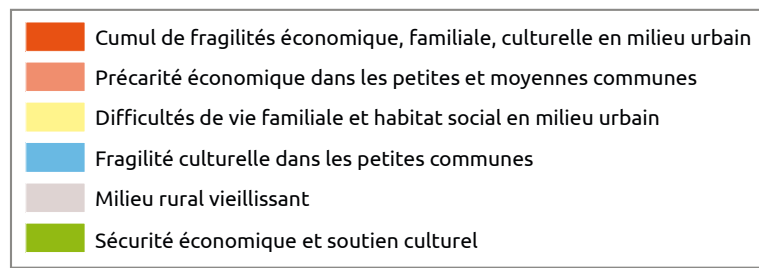 Cumul de fragilités économique, familiale, culturelle en milieu urbain
Précarité économique dans les petites et moyennes communes
Difficultés de vie familiale et habitat social en milieu urbain
Fragilité culturelle dans les petites communes
Milieu rural vieillissant
Sécurité économique et soutien culturel